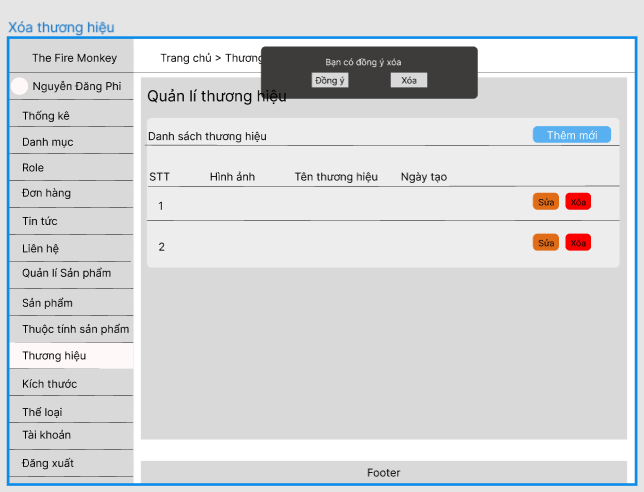 Xóa thương hiệu
The Fire Monkey
Trang chủ > Thương
Bạn có đồng ý xóa
Đồng ý
Xóa
Nguyễn Đăng Phi
Quản lí thương hiệu
Thống kê
Danh mục
Role
Đơn hàng
Tin tức
Liên hệ
Quản lí Sản phẩm
Sản phẩm
Thuộc tính sản phẩm
Thương hiệu
Kích thước
Thể loại
Tài khoản
Đăng xuất
Danh sách thương hiệu
Thêm mới
STT Hình ảnh Tên thương hiệu Ngày tạo
1 Sửa Xóa
2 Sửa Xóa
Footer